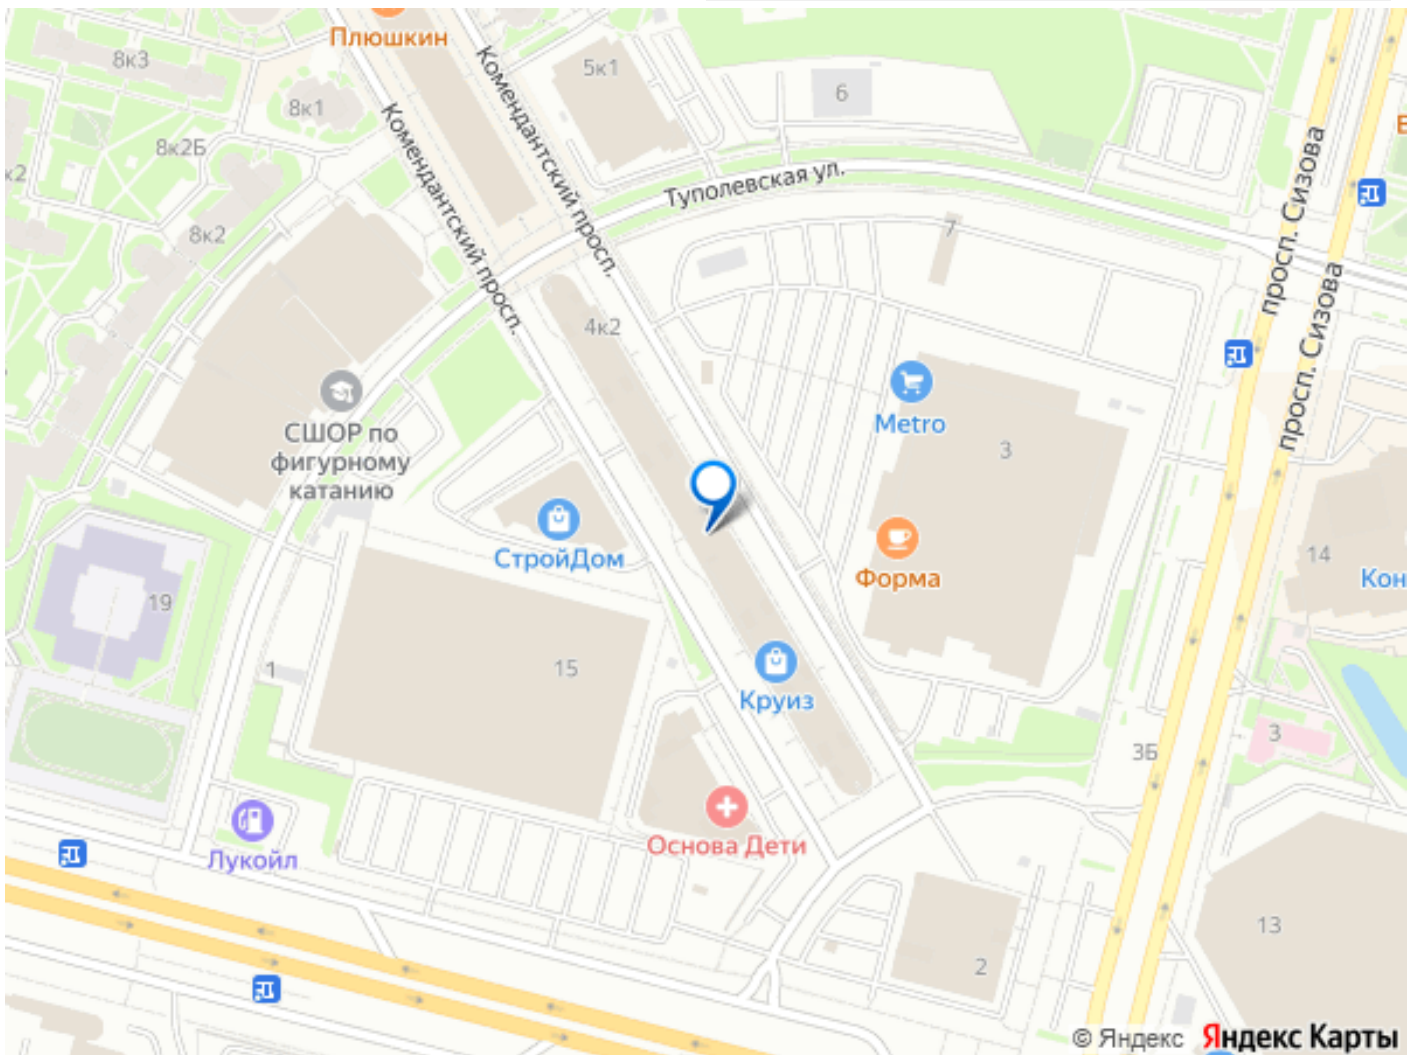 Плюшкин
8к3
5к1
6
8к1
Комендантский просп.
Комендантский просп.
8к2Б
Туполевская ул.
просп. Сизова
просп. Сизова
8к2
7
4к2
Metro
СШОР по
фигурному
катанию
3
СтройДом
Форма
14
Кон
19
1
15
Круиз
3Б
3
Основа Дети
Лукойл
13
2
© Яндекс Яндекс Карты